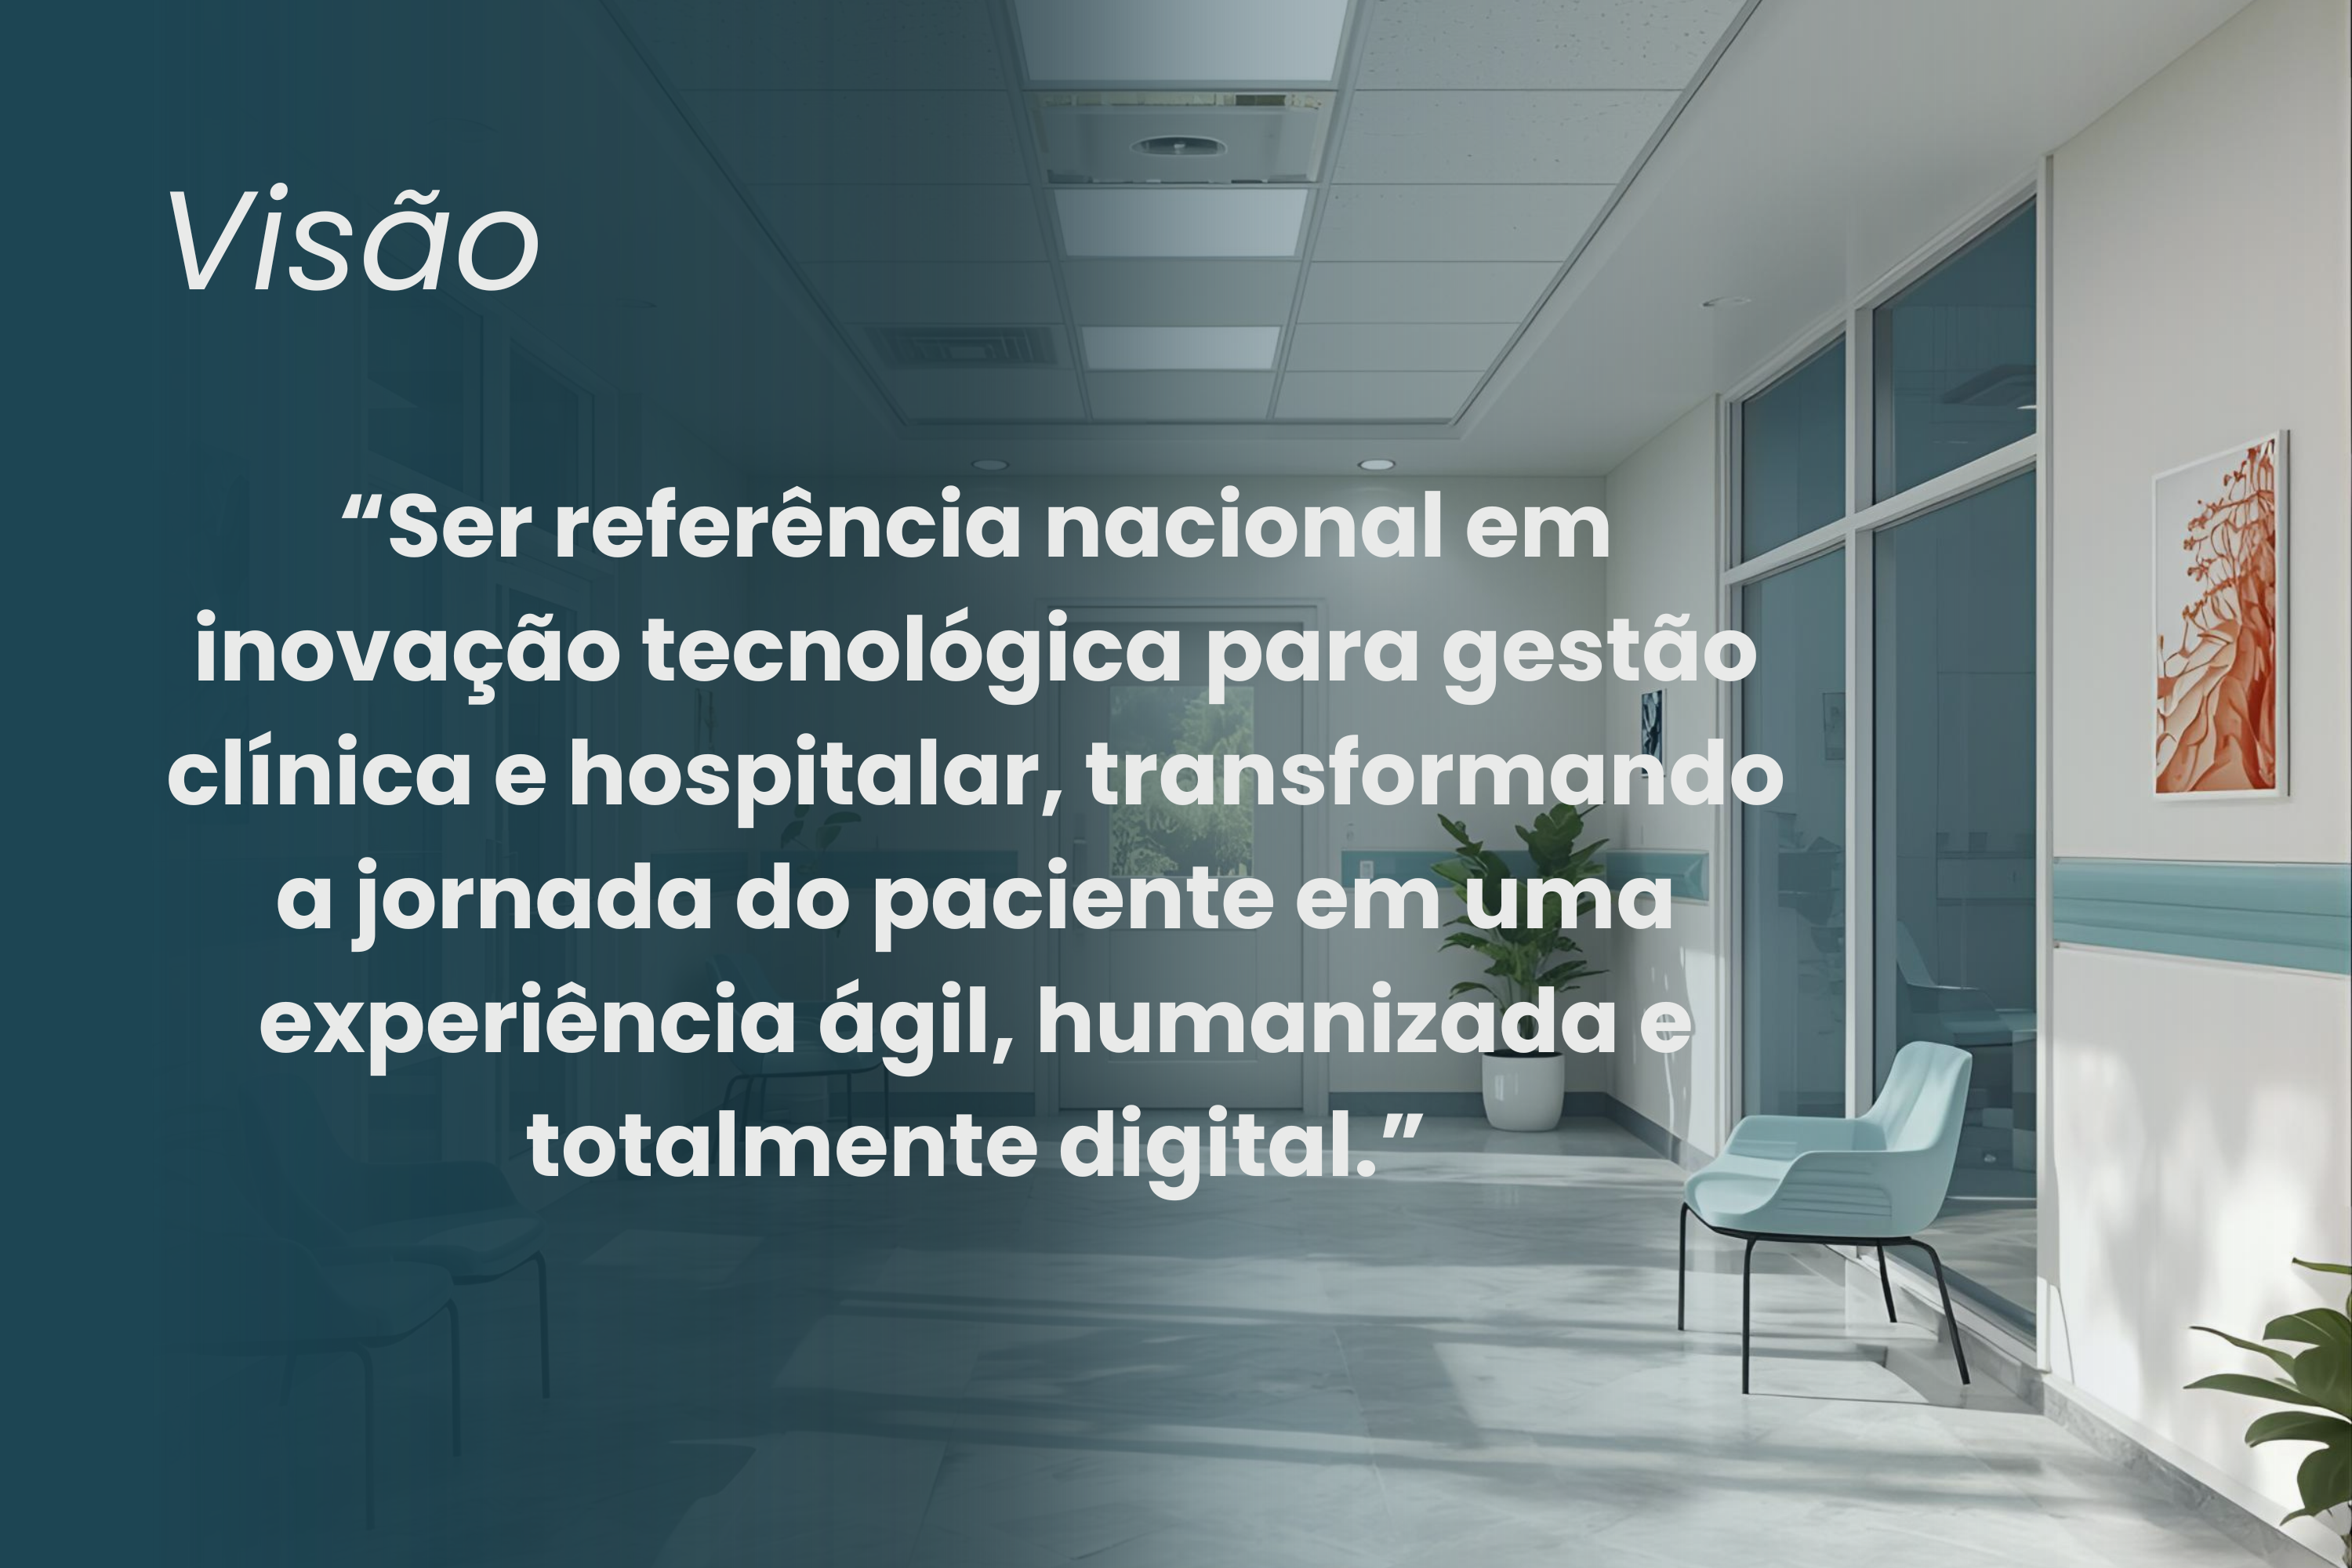 Visão
“Ser referência nacional em
inovação tecnológica para gestão
clínica e hospitalar, transformando
a jornada do paciente em uma
experiência ágil, humanizada e
totalmente digital.”